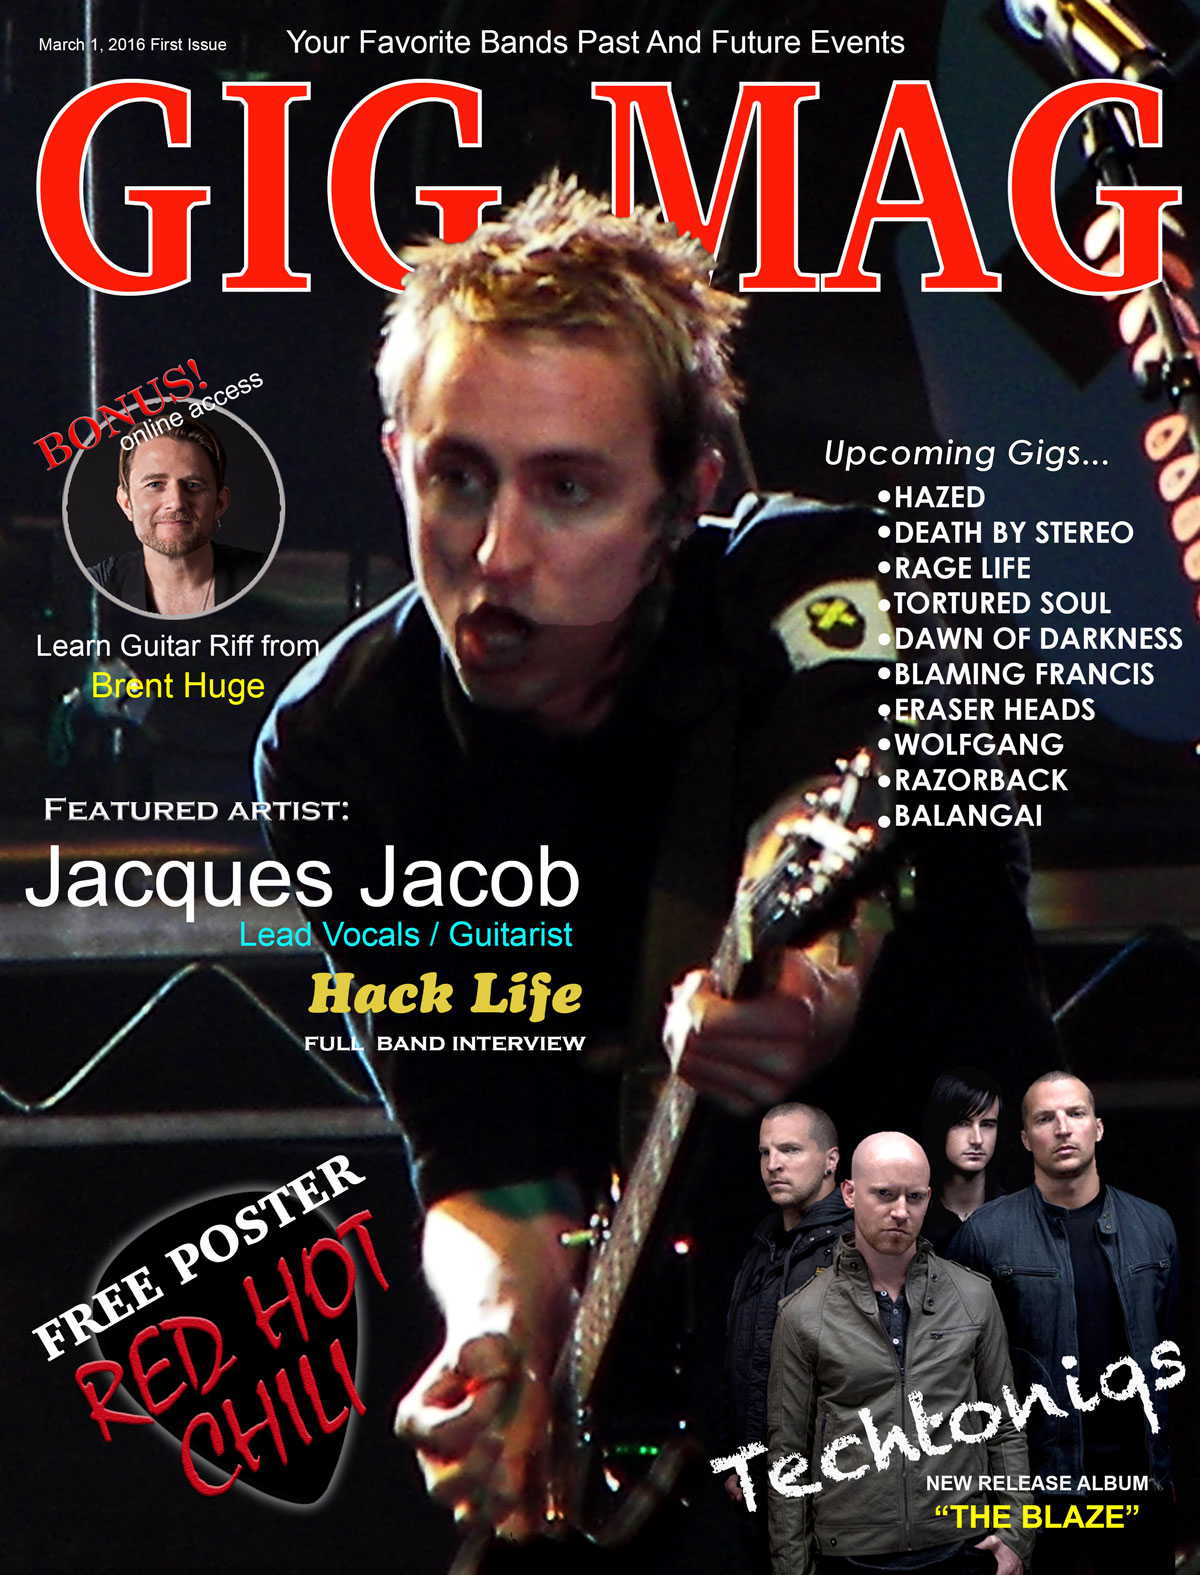 March 1, 2016 First Issue
Your Favorite Bands Past And Future Events
GIG MAG
BONUS!
online access
Learn Guitar Riff from
Brent Huge
Upcoming Gigs...
•HAZED
•DEATH BY STEREO
•RAGE LIFE
•TORTURED SOUL
•DAWN OF DARKNESS
•BLAMING FRANCIS
•ERASER HEADS
•WOLFGANG
•RAZORBACK
•BALANGAI
FEATURED ARTIST:
Jacques Jacob
Lead Vocals / Guitarist
Hack Life
FULL BAND INTERVIEW
FREE POSTER
RED HOT
CHILI
Techtoniqs
NEW RELEASE ALBUM
“THE BLAZE”